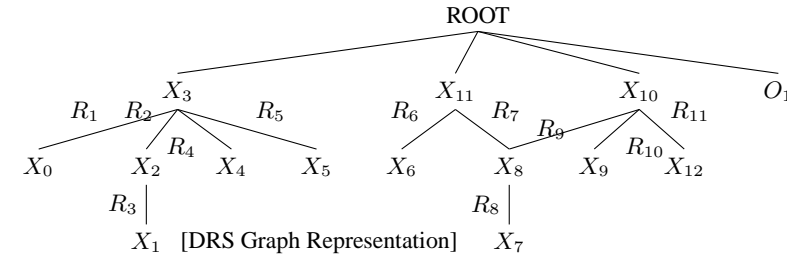 ROOT
X₃ X₁₁ X₁₀ O₁
R₁ R₂ R₄ R₅ R₆ R₇ R₉ R₁₀ R₁₁
X₀ X₂ X₄ X₅ X₆ X₈ X₉ X₁₂
R₃ R₈
X₁ [DRS Graph Representation] X₇